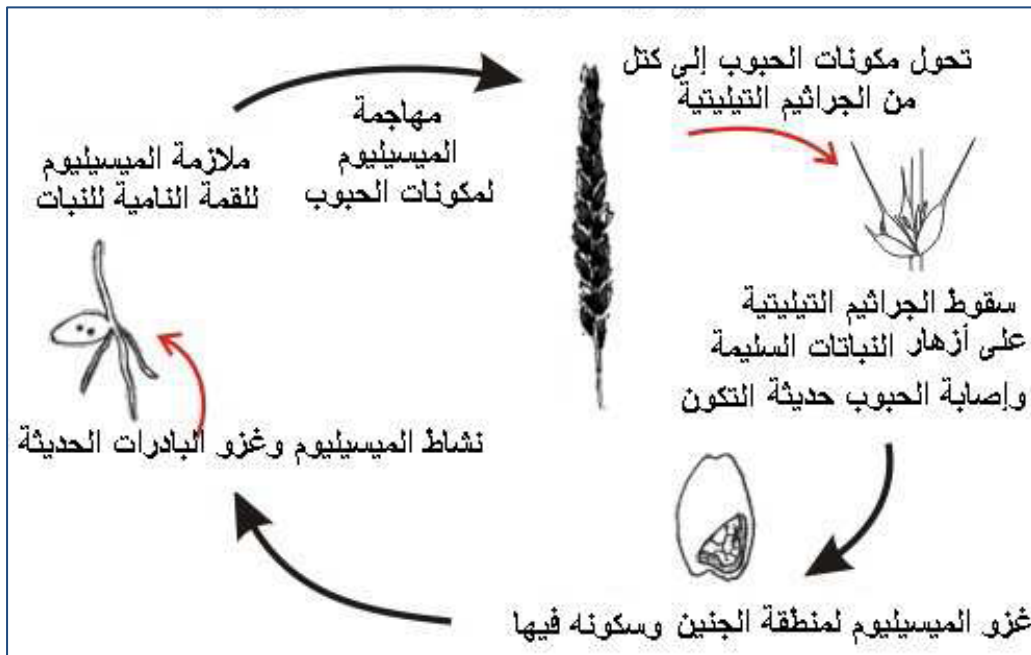 تحول مكونات الحبوب إلى كتل
من الجراثيم التيليتية
مهاجمة
الميسيليوم
لمكونات الحبوب
ملازمة الميسيليوم
للقمة النامية للنبات
سقوط الجراثيم التيليتية
على أزهار النباتات السليمة
وإصابة الحبوب حديثة التكون
نشاط الميسيليوم وغزو البادرات الحديثة
غزو الميسيليوم لمنطقة الجنين وسكونه فيها